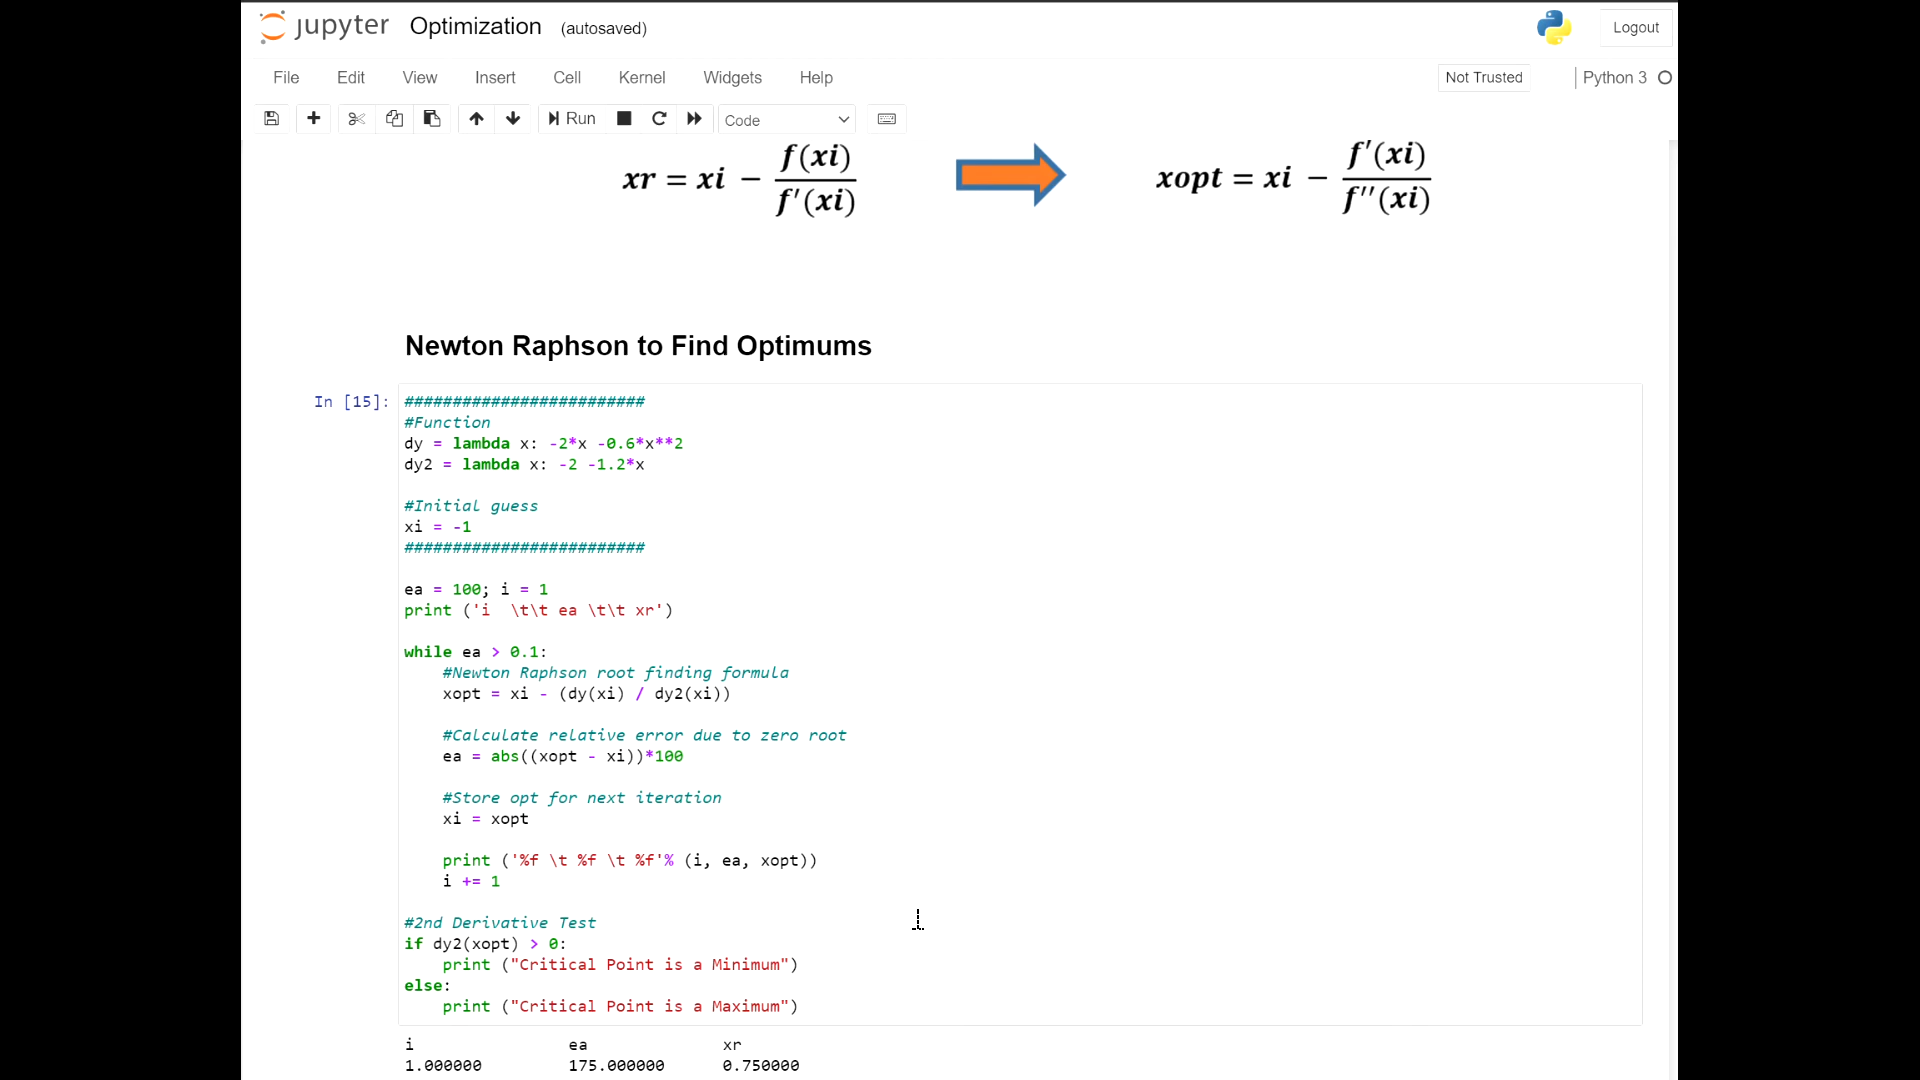 jupyter Optimization (autosaved) Logout
File Edit View Insert Cell Kernel Widgets Help Not Trusted Python 3
Run Code
xr = xi − f(xi) / f'(xi) xopt = xi − f'(xi) / f''(xi)
Newton Raphson to Find Optimums
In [15]: #########################
#Function
dy = lambda x: -2*x -0.6*x**2
dy2 = lambda x: -2 -1.2*x
#Initial guess
xi = -1
#########################
ea = 100; i = 1
print ('i  \t\t ea \t\t xr')
while ea > 0.1:
    #Newton Raphson root finding formula
    xopt = xi - (dy(xi) / dy2(xi))
    #Calculate relative error due to zero root
    ea = abs((xopt - xi))*100
    #Store opt for next iteration
    xi = xopt
    print ('%f \t %f \t %f'% (i, ea, xopt))
    i += 1
#2nd Derivative Test
if dy2(xopt) > 0:
    print ("Critical Point is a Minimum")
else:
    print ("Critical Point is a Maximum")
i ea xr
1.000000 175.000000 0.750000